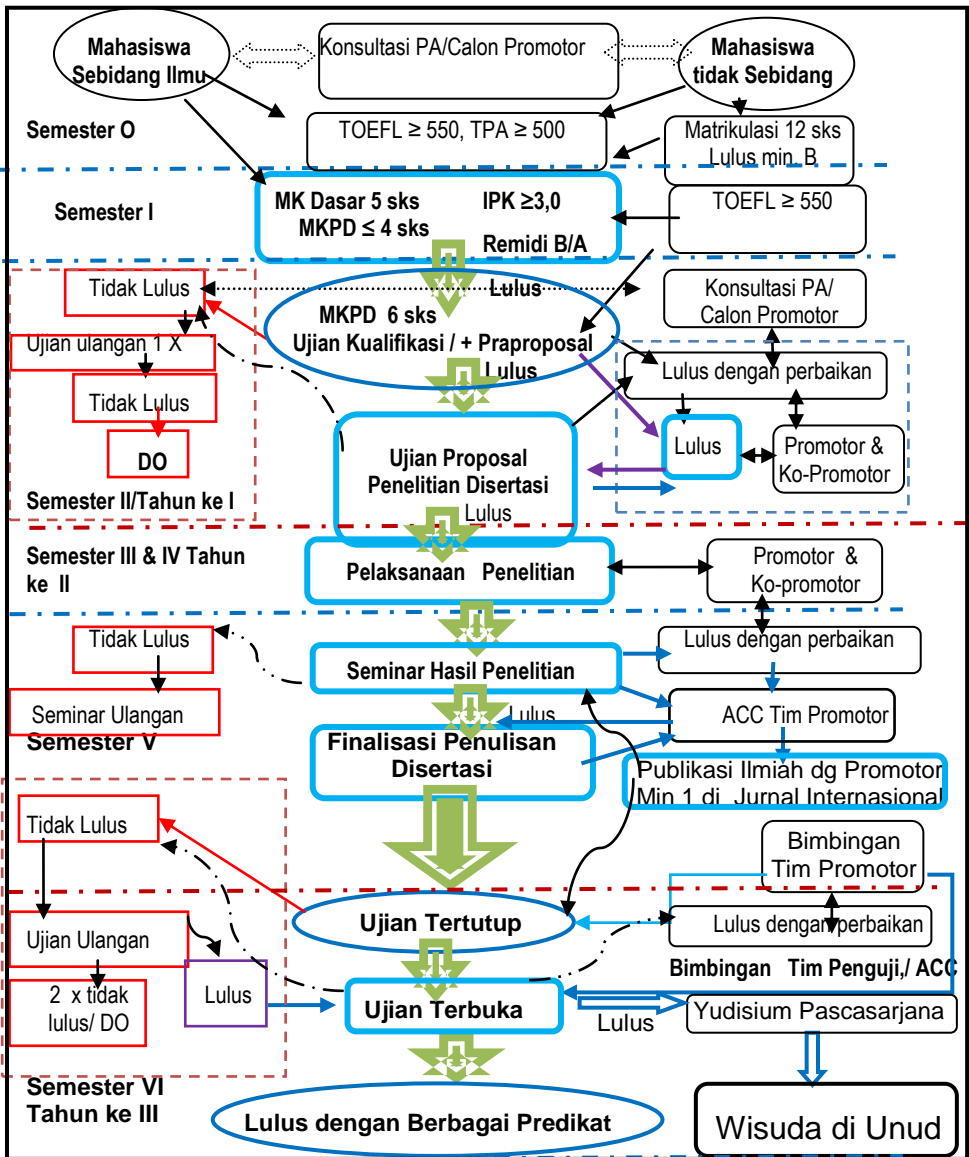 Mahasiswa
Sebidang Ilmu
Konsultasi PA/Calon Promotor
Mahasiswa
tidak Sebidang
Semester O
TOEFL ≥ 550, TPA ≥ 500
Matrikulasi 12 sks
Lulus min. B
Semester I
MK Dasar 5 sks IPK ≥3,0
MKPD ≤ 4 sks
Remidi B/A
TOEFL ≥ 550
Tidak Lulus
Lulus
Konsultasi PA/
Calon Promotor
MKPD 6 sks
Ujian Kualifikasi / + Praproposal
Lulus
Ujian ulangan 1 X
Lulus dengan perbaikan
Tidak Lulus
DO
Ujian Proposal
Penelitian Disertasi
Lulus
Lulus
Promotor &
Ko-Promotor
Semester II/Tahun ke I
Semester III & IV Tahun
ke II
Pelaksanaan Penelitian
Promotor &
Ko-promotor
Tidak Lulus
Seminar Hasil Penelitian
Lulus dengan perbaikan
Seminar Ulangan
Semester V
Lulus
ACC Tim Promotor
Finalisasi Penulisan
Disertasi
Publikasi Ilmiah dg Promotor
Min 1 di Jurnal Internasional
Tidak Lulus
Bimbingan
Tim Promotor
Ujian Tertutup
Lulus dengan perbaikan
Ujian Ulangan
Bimbingan Tim Penguji,/ ACC
2 x tidak
lulus/ DO
Lulus
Ujian Terbuka
Lulus
Yudisium Pascasarjana
Semester VI
Tahun ke III
Lulus dengan Berbagai Predikat
Wisuda di Unud